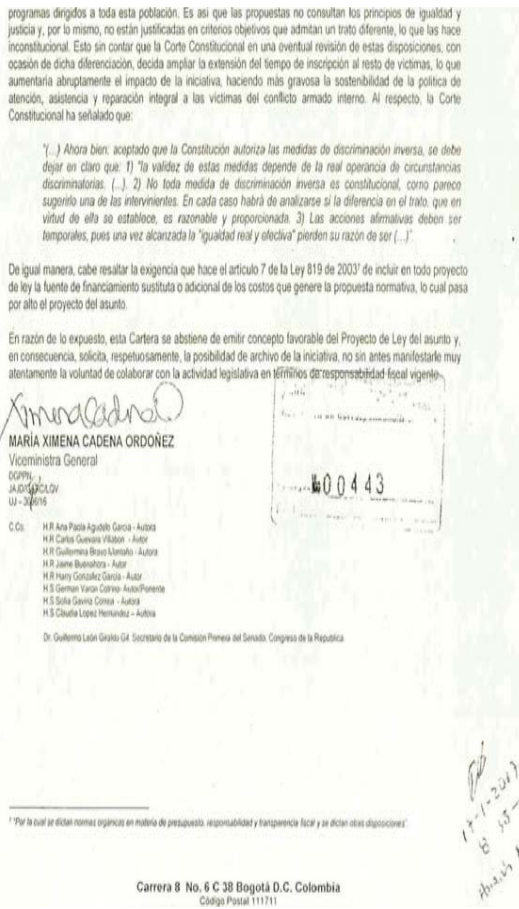 programas dirigidos a toda esta población. Es así que las propuestas no consultan los principios de igualdad y
justicia y, por lo mismo, no están justificadas en criterios objetivos que admitan un trato diferente, lo que las hace
inconstitucional. Esto sin contar que la Corte Constitucional en una eventual revisión de estas disposiciones, con
ocasión de dicha diferenciación, decida ampliar la extensión del tiempo de inscripción al resto de víctimas, lo que
aumentaría abruptamente el impacto de la iniciativa, haciendo más gravosa la sostenibilidad de la política de
atención, asistencia y reparación integral a las víctimas del conflicto armado interno. Al respecto, la Corte
Constitucional ha señalado que:
"(...) Ahora bien: aceptado que la Constitución autoriza las medidas de discriminación inversa, se debe
dejar en claro que: 1) "la validez de estas medidas depende de la real operancia de circunstancias
discriminatorias. (...). 2) No toda medida de discriminación inversa es constitucional, como parece
sugerirlo una de las intervinientes. En cada caso habrá de analizarse si la diferencia en el trato, que en
virtud de ella se establece, es razonable y proporcionada. 3) Las acciones afirmativas deben ser
temporales, pues una vez alcanzada la "igualdad real y efectiva" pierden su razón de ser (...)".
De igual manera, cabe resaltar la exigencia que hace el artículo 7 de la Ley 819 de 2003⁷ de incluir en todo proyecto
de ley la fuente de financiamiento sustituta o adicional de los costos que genere la propuesta normativa, lo cual pasa
por alto el proyecto del asunto.
En razón de lo expuesto, esta Cartera se abstiene de emitir concepto favorable del Proyecto de Ley del asunto y,
en consecuencia, solicita, respetuosamente, la posibilidad de archivo de la iniciativa, no sin antes manifestarle muy
atentamente la voluntad de colaborar con la actividad legislativa en términos de responsabilidad fiscal vigente.
Ximena Cadena O
MARÍA XIMENA CADENA ORDOÑEZ
Viceministra General
DGPPN
UJ -
00443
C.Co. H.R Ana Paola Agudelo García - Autora
H.R Carlos Guevara Villabón - Autor
H.R Guillermina Bravo Montaño - Autora
H.R Jaime Buenahora - Autor
H.R Harry González García - Autor
H.S Germán Varón Cotrino- Autor/Ponente
H.S Sofía Gaviria Correa - Autora
H.S Claudia López Hernández – Autora
Dr. Guillermo León Giraldo Gil. Secretario de la Comisión Primera del Senado. Congreso de la República
⁷ "Por la cual se dictan normas orgánicas en materia de presupuesto, responsabilidad y transparencia fiscal y se dictan otras disposiciones".
Carrera 8 No. 6 C 38 Bogotá D.C. Colombia
Código Postal 111711